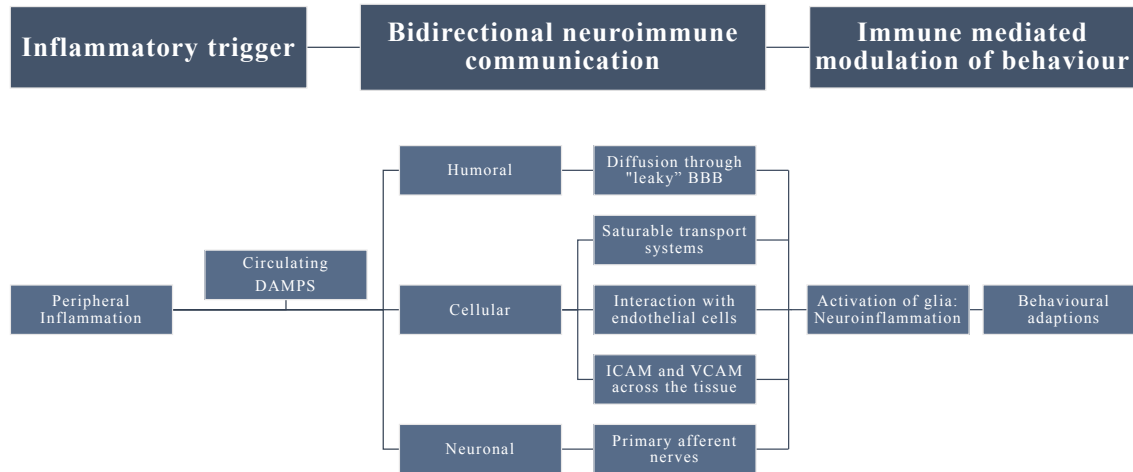 Inflammatory trigger
Bidirectional neuroimmune
communication
Immune mediated
modulation of behaviour
Peripheral
Inflammation
Circulating
DAMPS
Humoral
Diffusion through
"leaky” BBB
Cellular
Saturable transport
systems
Interaction with
endothelial cells
ICAM and VCAM
across the tissue
Neuronal
Primary afferent
nerves
Activation of glia:
Neuroinflammation
Behavioural
adaptions